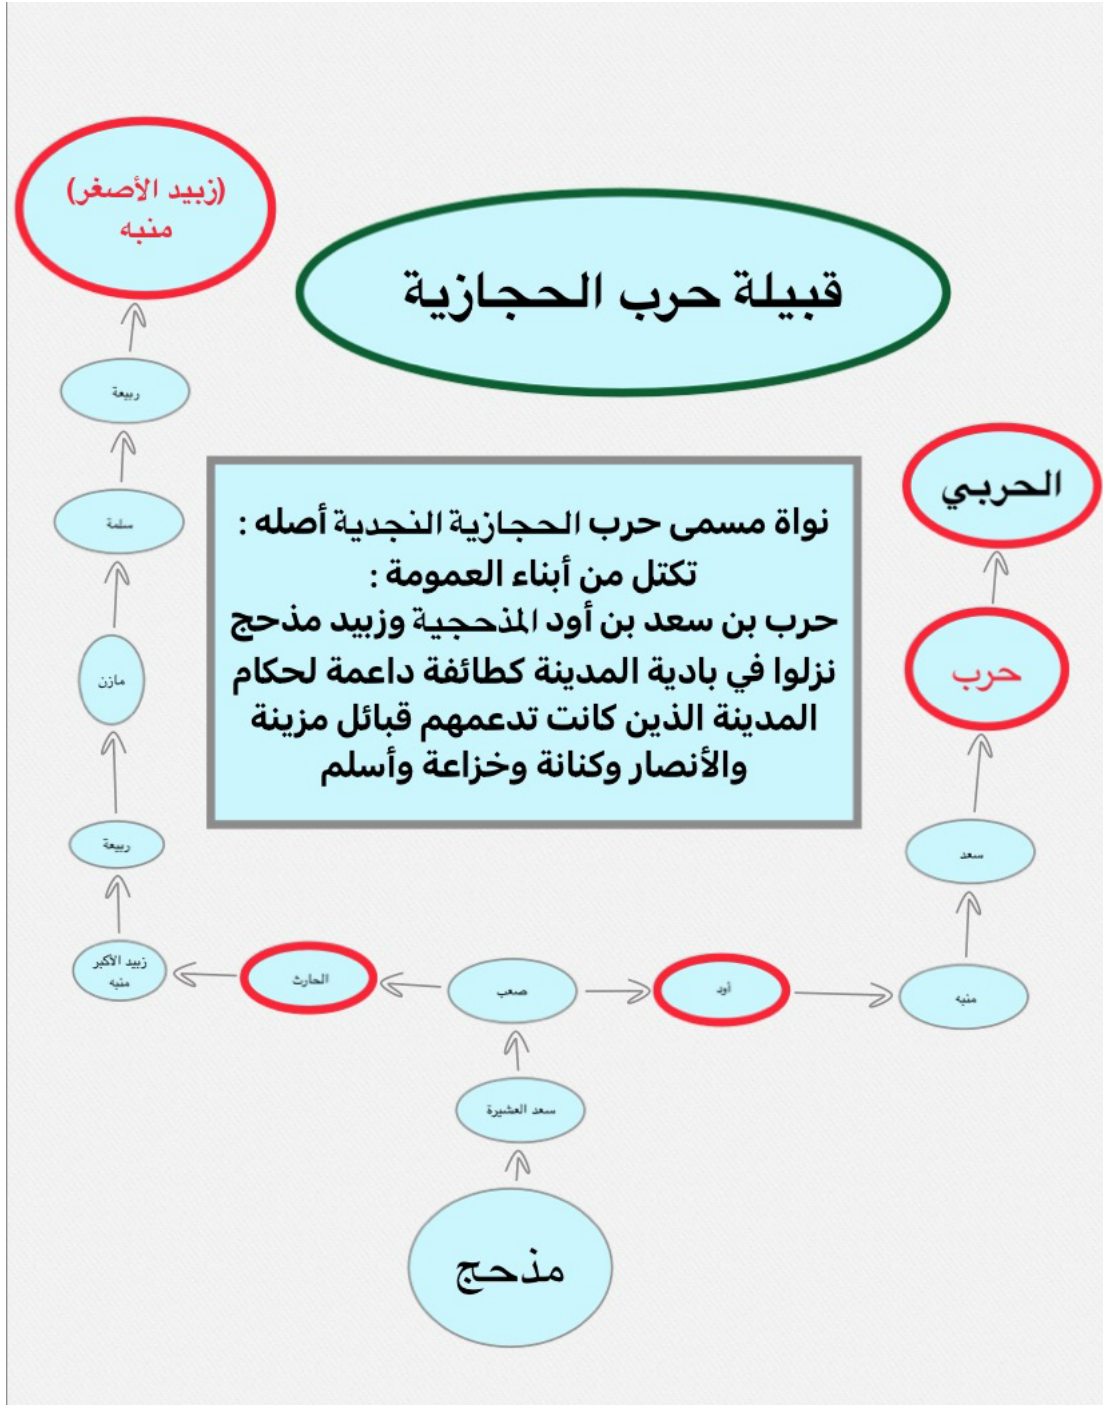 (زبيد الأصغر)
منبه
قبيلة حرب الحجازية
ربيعة
الحربي
سلمة
نواة مسمى حرب الحجازية النجدية أصله :
تكتل من أبناء العمومة :
حرب بن سعد بن أود المذحجية وزبيد مذحج
نزلوا في بادية المدينة كطائفة داعمة لحكام
المدينة الذين كانت تدعمهم قبائل مزينة
والأنصار وكنانة وخزاعة وأسلم
حرب
مازن
سعد
ربيعة
زبيد الأكبر
منبه
الحارث
صعب
أود
منبه
سعد العشيرة
مذحج